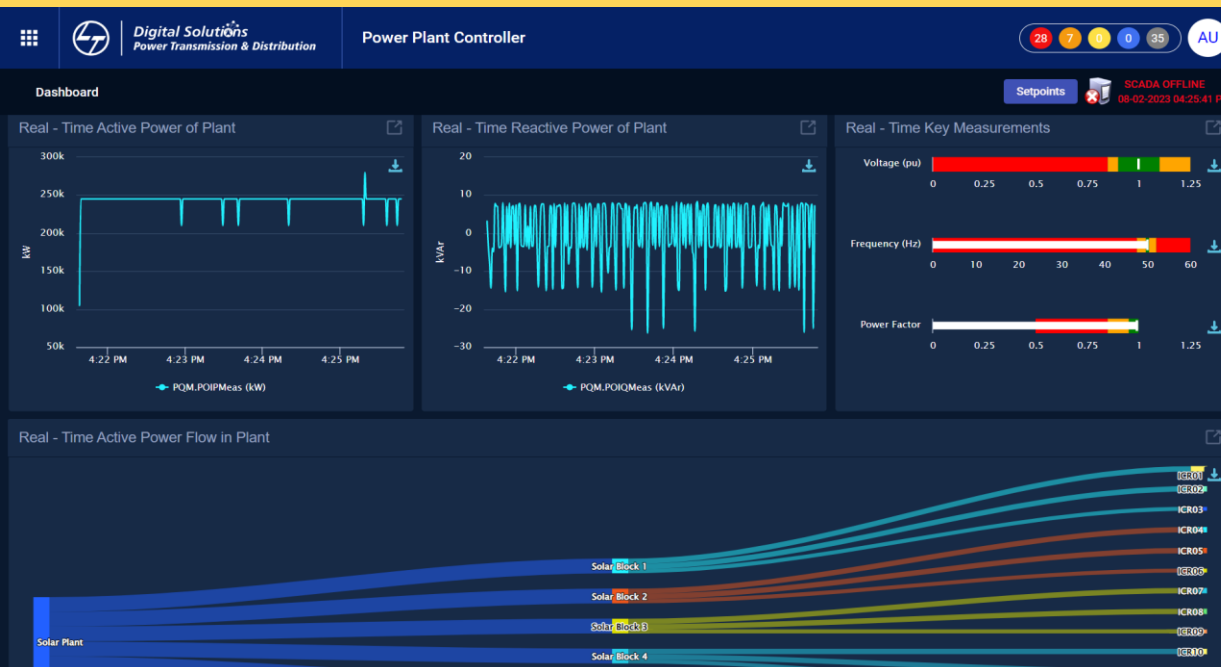 Digital Solutions
Power Transmission & Distribution
Power Plant Controller
28 7 0 0 35
AU
Dashboard
Setpoints
SCADA OFFLINE
08-02-2023 04:25:41 P
Real - Time Active Power of Plant
300k
250k
200k
150k
100k
50k
kW
4:22 PM 4:23 PM 4:24 PM 4:25 PM
PQM.POIPMeas (kW)
Real - Time Reactive Power of Plant
20
10
0
-10
-20
-30
kVAr
4:22 PM 4:23 PM 4:24 PM 4:25 PM
PQM.POIQMeas (kVAr)
Real - Time Key Measurements
Voltage (pu)
0 0.25 0.5 0.75 1 1.25
Frequency (Hz)
0 10 20 30 40 50 60
Power Factor
0 0.25 0.5 0.75 1 1.25
Real - Time Active Power Flow in Plant
Solar Plant
Solar Block 1
Solar Block 2
Solar Block 3
Solar Block 4
ICR01
ICR02
ICR03
ICR04
ICR05
ICR06
ICR07
ICR08
ICR09
ICR10